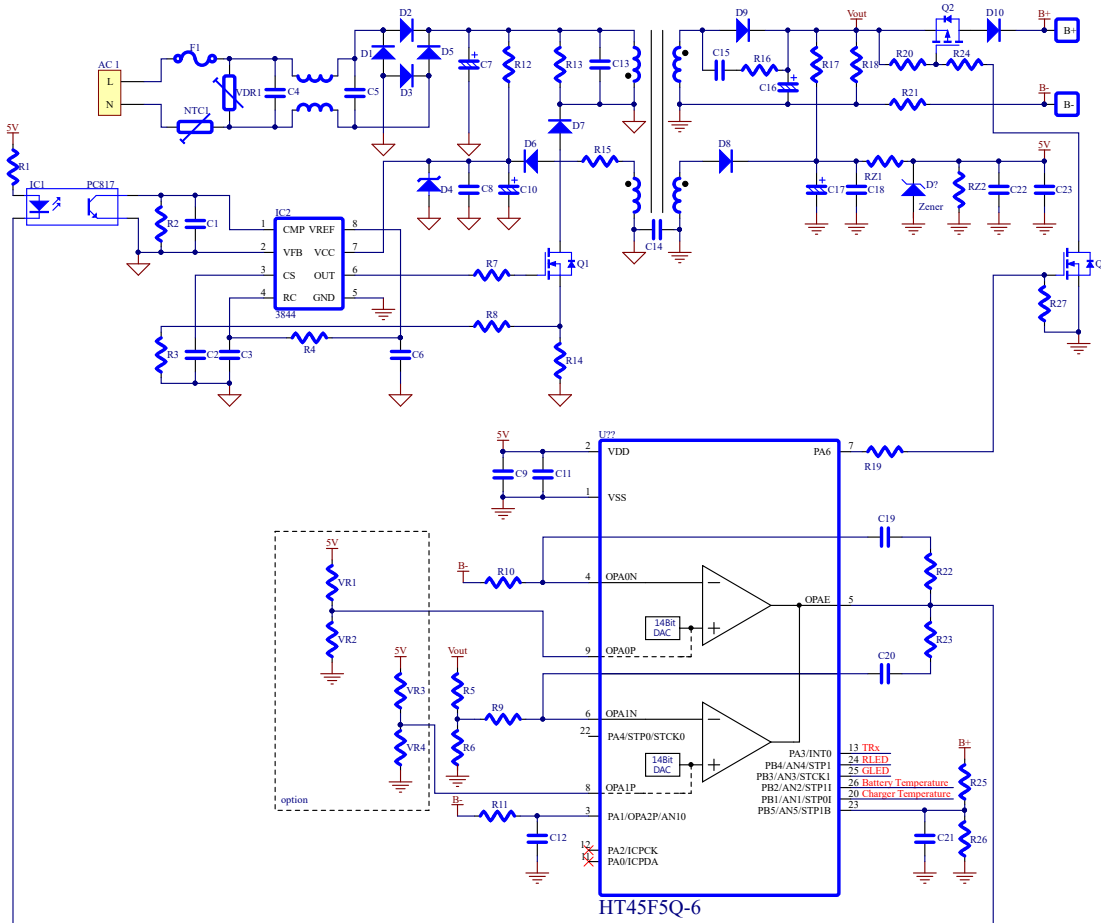 D2
D9
Vout
Q2
D10
B+
B+
F1
D1
D5
C7
R12
R13
C13
C15
R16
C16
R17
R18
R20
R24
AC 1
L
N
VDR1
C4
C5
D3
R21
B-
B-
NTC1
5V
R1
D7
D6
R15
D8
5V
IC1
PC817
D4
C8
C10
C17
C18
RZ1
D?
Zener
RZ2
C22
C23
R2
C1
IC2
1
CMP
VREF
8
2
VFB
VCC
7
3
CS
OUT
6
4
RC
GND
5
3844
C14
R7
Q1
Q
R27
R8
R3
C2
C3
R4
C6
R14
5V
C9
C11
U??
2
VDD
PA6
7
R19
1
VSS
C19
5V
VR1
VR2
B-
R10
4
OPA0N
OPAE
5
R22
14Bit
DAC
9
OPA0P
R23
C20
5V
VR3
VR4
option
Vout
R5
R9
R6
6
OPA1N
22
PA4/STP0/STCK0
14Bit
DAC
8
OPA1P
PA3/INT0
13
TRx
PB4/AN4/STP1
24
RLED
PB3/AN3/STCK1
25
GLED
PB2/AN2/STP1I
26
Battery Temperature
PB1/AN1/STP0I
20
Charger Temperature
PB5/AN5/STP1B
23
B+
R25
R26
C21
B-
R11
3
PA1/OPA2P/AN10
C12
12
PA2/ICPCK
11
PA0/ICPDA
HT45F5Q-6